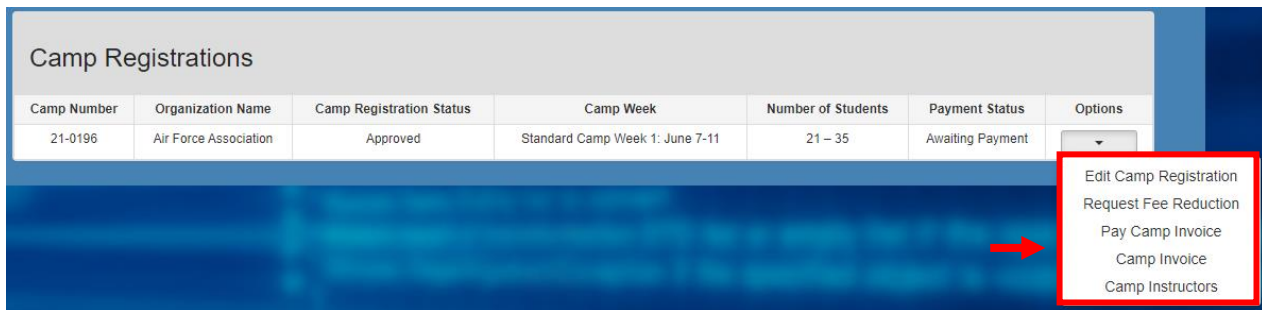 Camp Registrations
Camp Number Organization Name Camp Registration Status Camp Week Number of Students Payment Status Options
21-0196 Air Force Association Approved Standard Camp Week 1: June 7-11 21 – 35 Awaiting Payment
Edit Camp Registration
Request Fee Reduction
Pay Camp Invoice
Camp Invoice
Camp Instructors